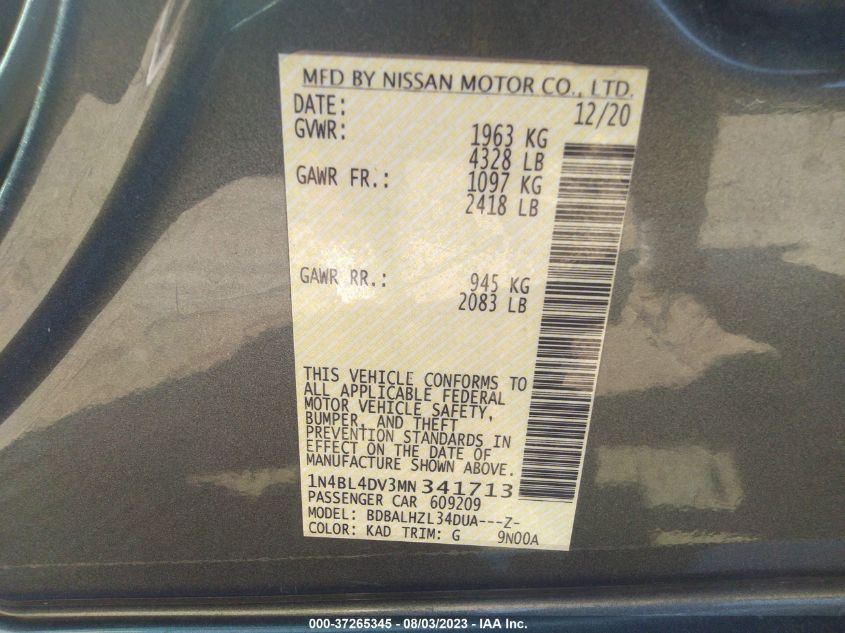 MFD BY NISSAN MOTOR CO., LTD.
DATE: 12/20
GVWR: 1963 KG
4328 LB
GAWR FR.: 1097 KG
2418 LB
GAWR RR.: 945 KG
2083 LB
THIS VEHICLE CONFORMS TO
ALL APPLICABLE FEDERAL
MOTOR VEHICLE SAFETY,
BUMPER, AND THEFT
PREVENTION STANDARDS IN
EFFECT ON THE DATE OF
MANUFACTURE SHOWN ABOVE.
1N4BL4DV3MN 341713
PASSENGER CAR 609209
MODEL: BDBALHZL34DUA---Z-
COLOR: KAD TRIM: G 9N00A
000-37265345 - 08/03/2023 - IAA Inc.